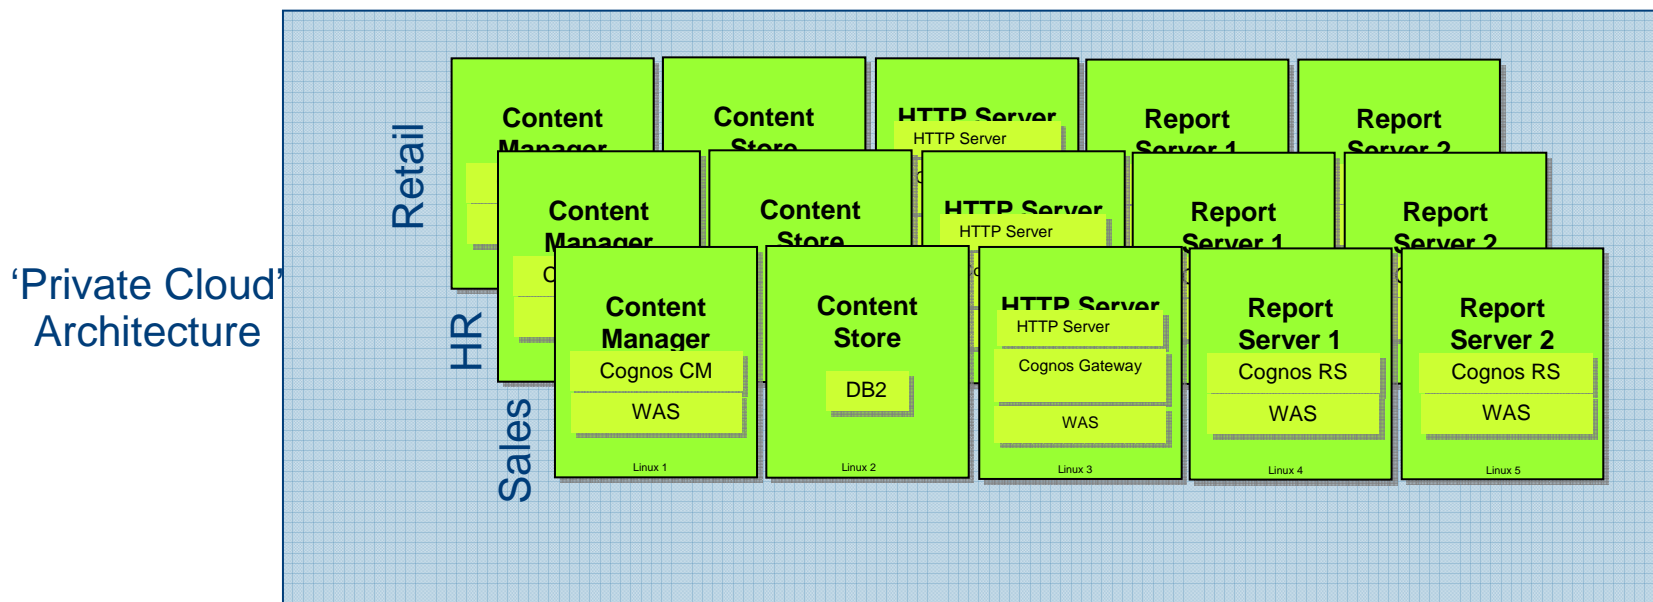 'Private Cloud'
Architecture
Retail
HR
Sales
Content
Manager
Content
Store
HTTP Server
HTTP Server
Report
Server 1
Report
Server 2
Content
Manager
C
Content
Store
HTTP Server
HTTP Server
Report
Server 1
Report
Server 2
Content
Manager
Cognos CM
WAS
Linux 1
Content
Store
DB2
Linux 2
HTTP Server
HTTP Server
Cognos Gateway
WAS
Linux 3
Report
Server 1
Cognos RS
WAS
Linux 4
Report
Server 2
Cognos RS
WAS
Linux 5